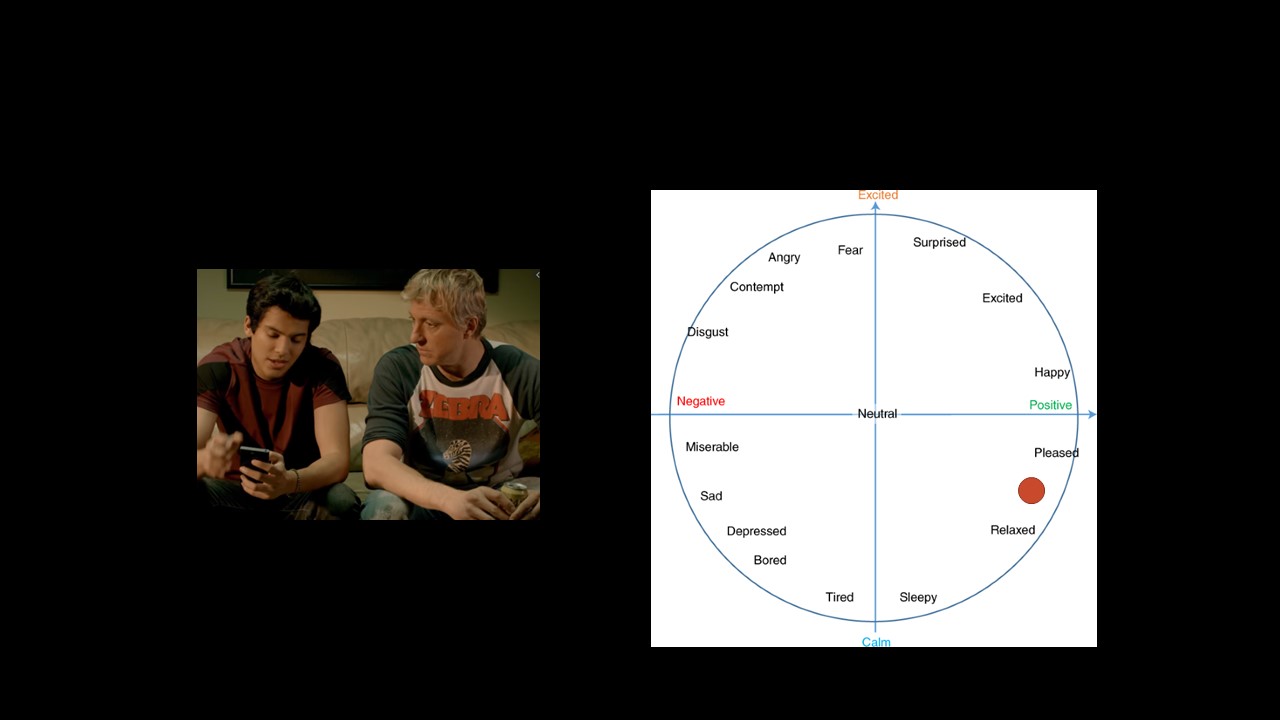 ZEBRA
Excited
Surprised
Fear
Angry
Contempt
Excited
Disgust
Happy
Negative
Positive
Neutral
Miserable
Pleased
Sad
Relaxed
Depressed
Bored
Tired
Sleepy
Calm